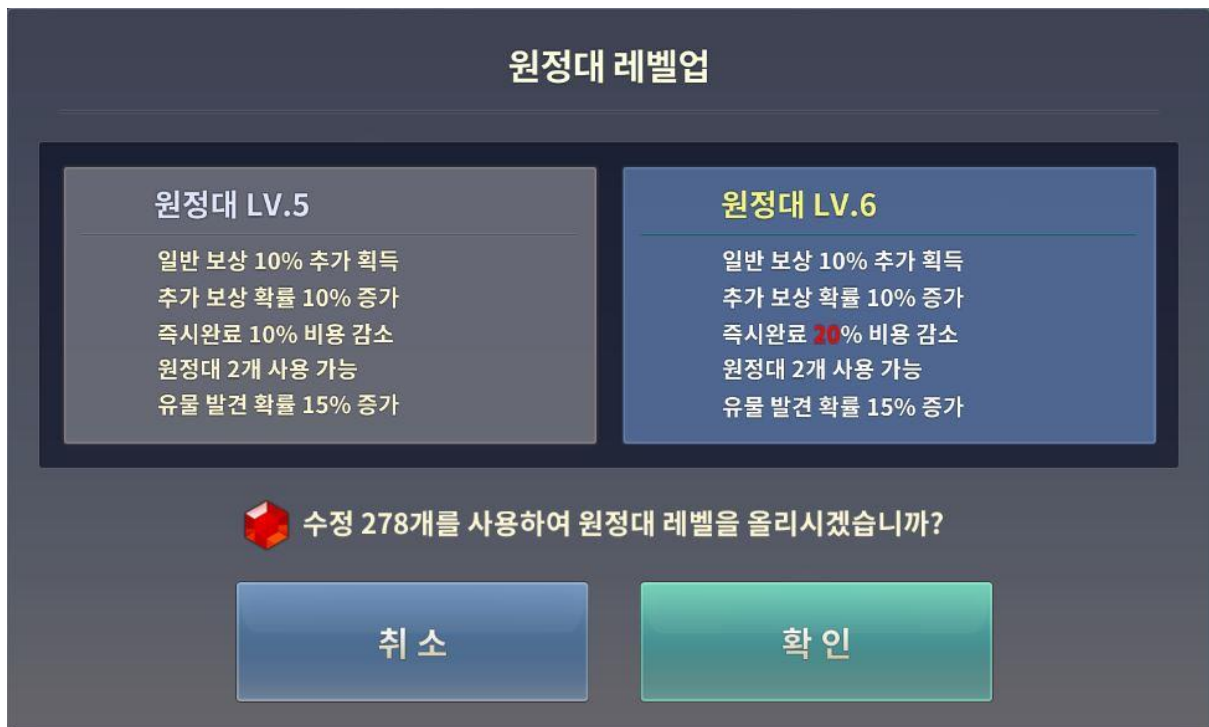 원정대 레벨업
원정대 LV.5
일반 보상 10% 추가 획득
추가 보상 확률 10% 증가
즉시완료 10% 비용 감소
원정대 2개 사용 가능
유물 발견 확률 15% 증가
원정대 LV.6
일반 보상 10% 추가 획득
추가 보상 확률 10% 증가
즉시완료 20% 비용 감소
원정대 2개 사용 가능
유물 발견 확률 15% 증가
수정 278개를 사용하여 원정대 레벨을 올리시겠습니까?
취 소
확 인